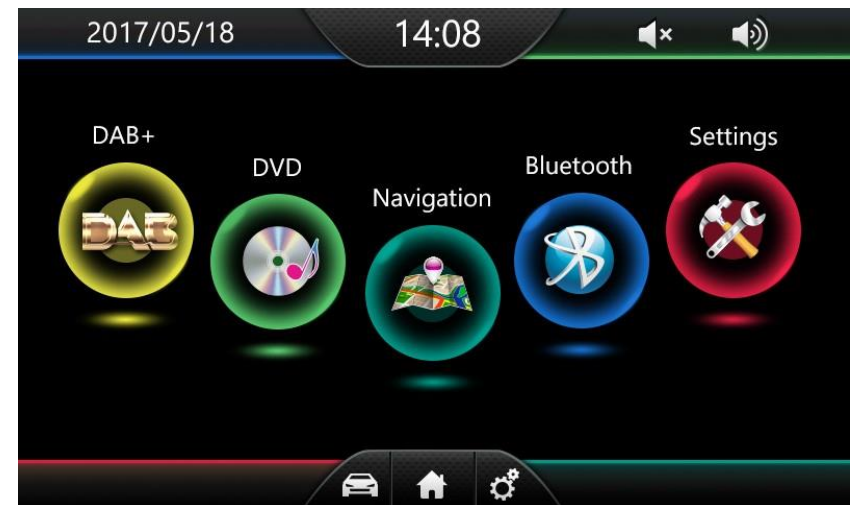 2017/05/18
14:08
DAB+
DVD
Navigation
Bluetooth
Settings
DAB